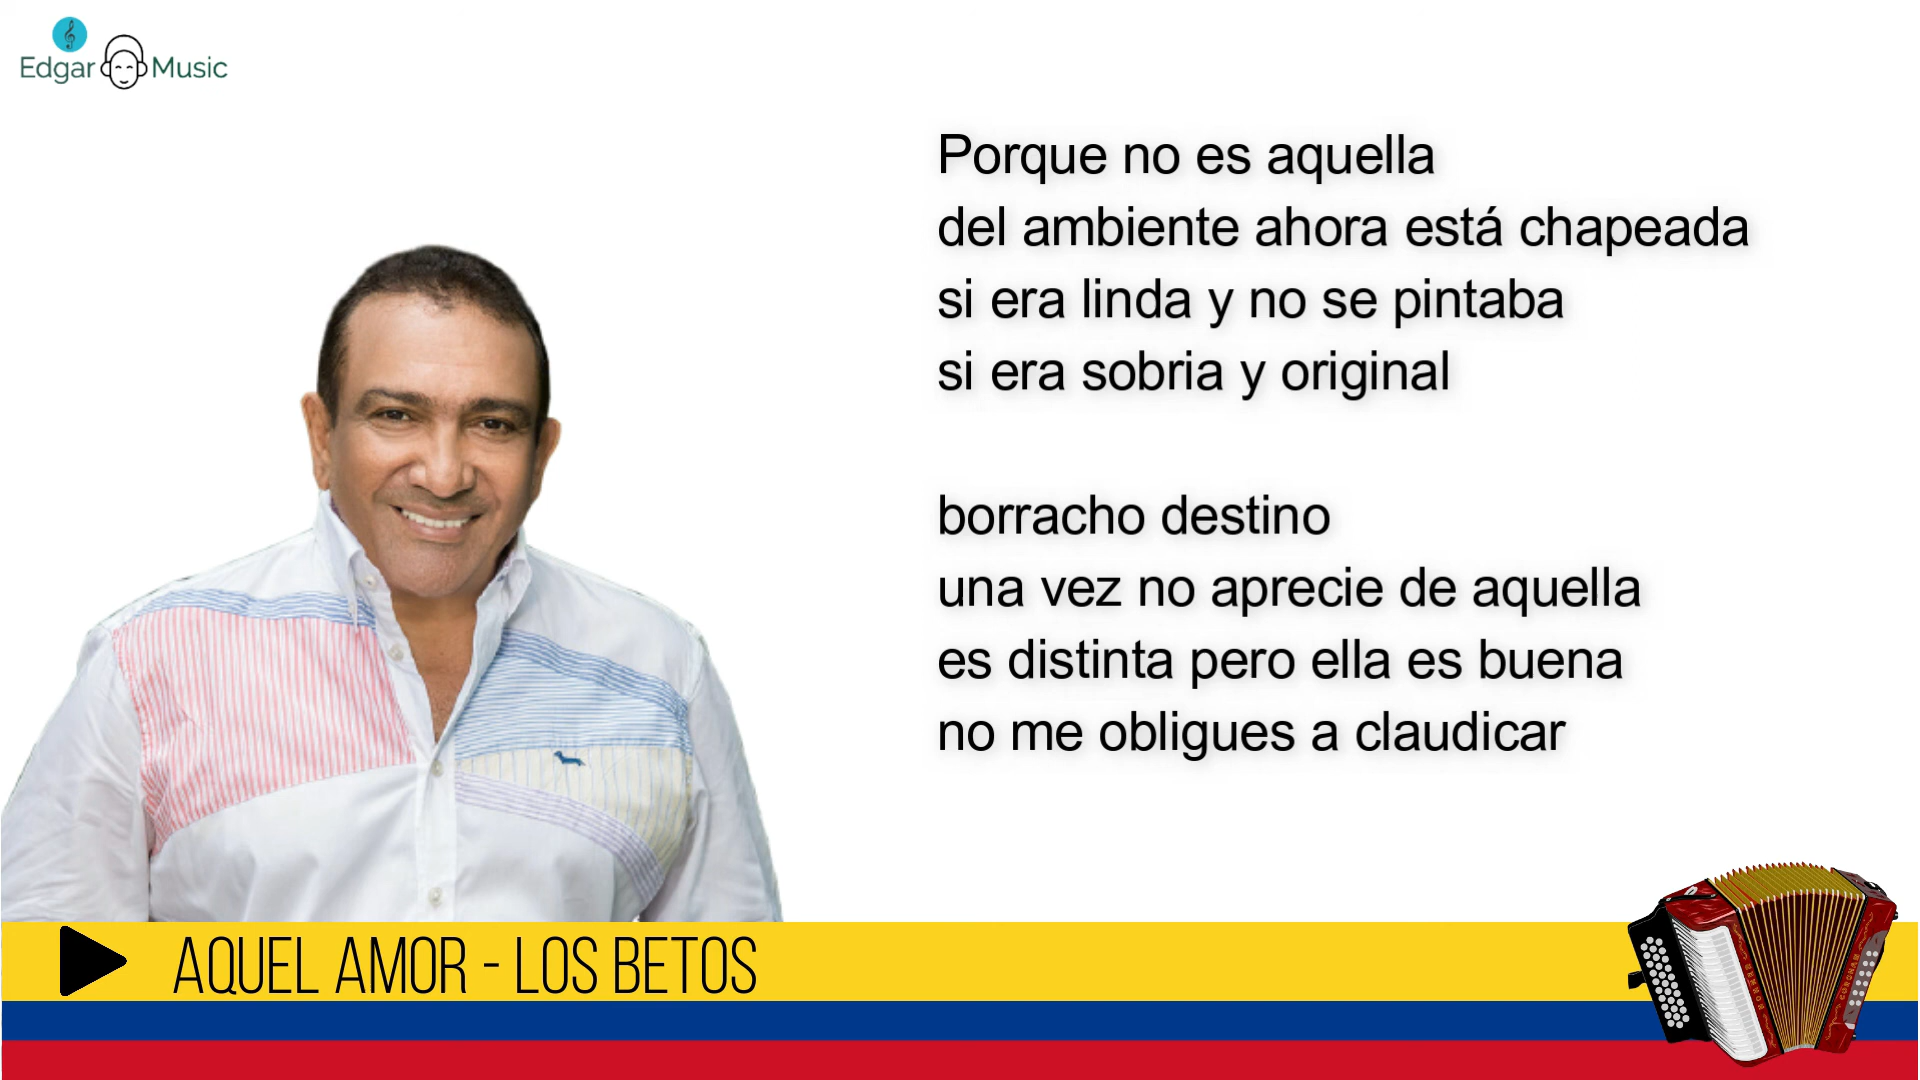 Edgar Music
Porque no es aquella
del ambiente ahora está chapeada
si era linda y no se pintaba
si era sobria y original
borracho destino
una vez no aprecie de aquella
es distinta pero ella es buena
no me obligues a claudicar
AQUEL AMOR - LOS BETOS